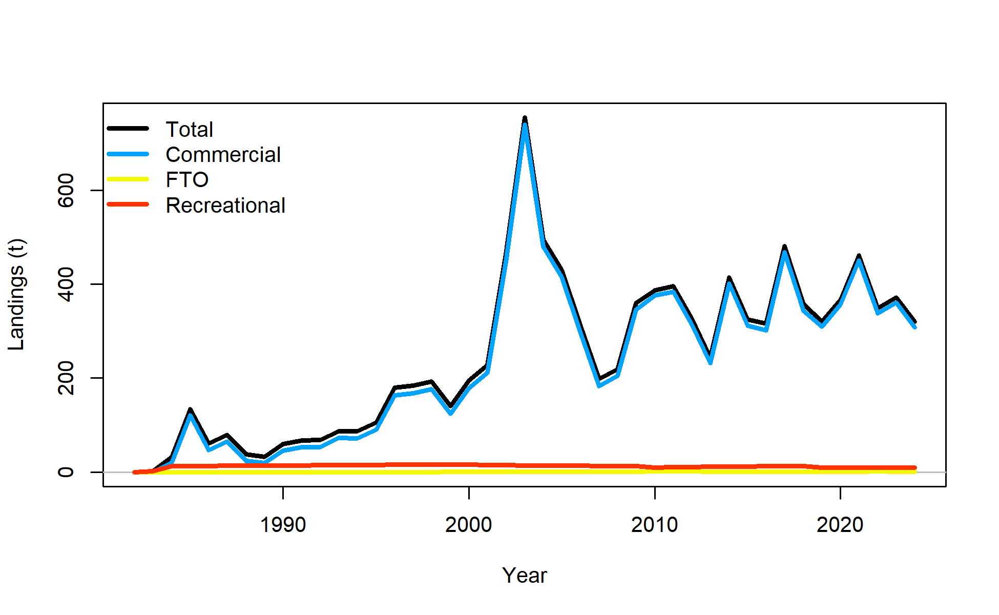 Total
Commercial
FTO
Recreational
Landings (t)
600
400
200
0
1990 2000 2010 2020
Year